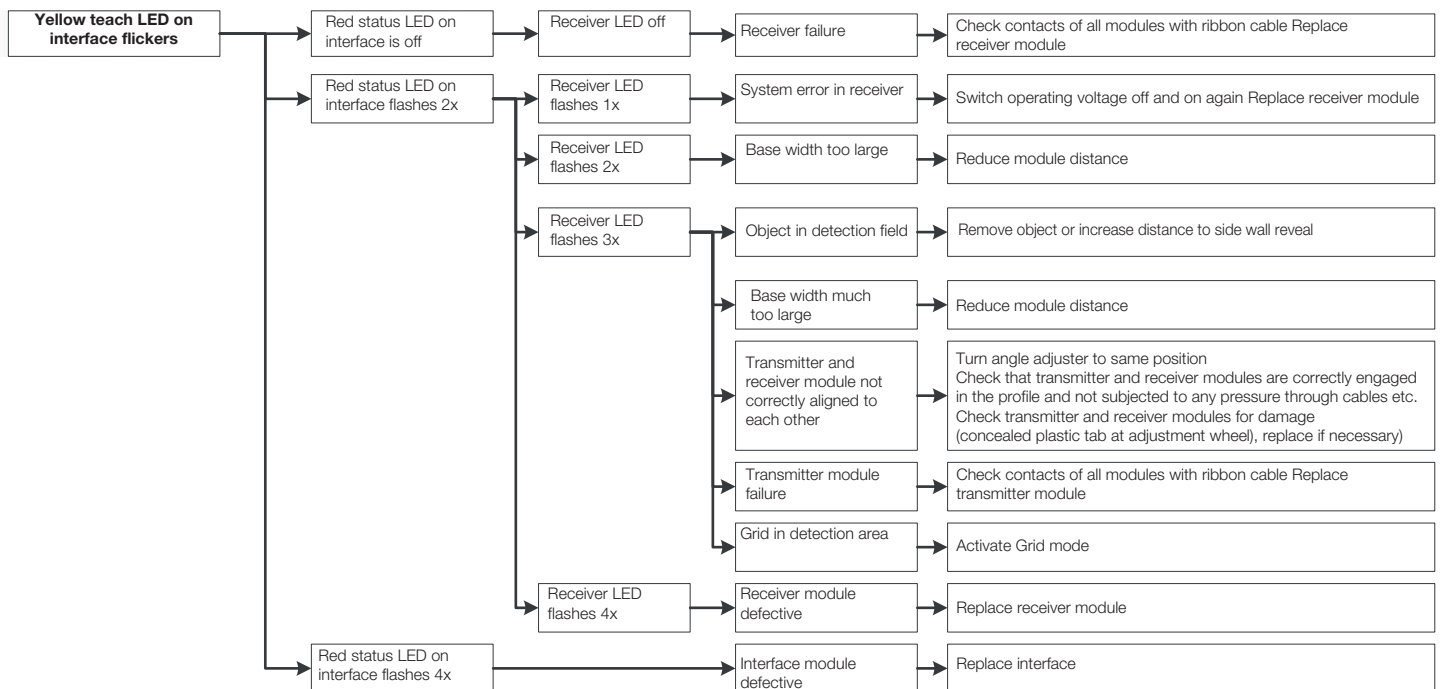 Yellow teach LED on
interface flickers
Red status LED on
interface is off
Receiver LED off
Receiver failure
Check contacts of all modules with ribbon cable Replace
receiver module
Red status LED on
interface flashes 2x
Receiver LED
flashes 1x
System error in receiver
Switch operating voltage off and on again Replace receiver module
Receiver LED
flashes 2x
Base width too large
Reduce module distance
Receiver LED
flashes 3x
Object in detection field
Remove object or increase distance to side wall reveal
Base width much
too large
Reduce module distance
Transmitter and
receiver module not
correctly aligned to
each other
Turn angle adjuster to same position
Check that transmitter and receiver modules are correctly engaged
in the profile and not subjected to any pressure through cables etc.
Check transmitter and receiver modules for damage
(concealed plastic tab at adjustment wheel), replace if necessary)
Transmitter module
failure
Check contacts of all modules with ribbon cable Replace
transmitter module
Grid in detection area
Activate Grid mode
Receiver LED
flashes 4x
Receiver module
defective
Replace receiver module
Red status LED on
interface flashes 4x
Interface module
defective
Replace interface